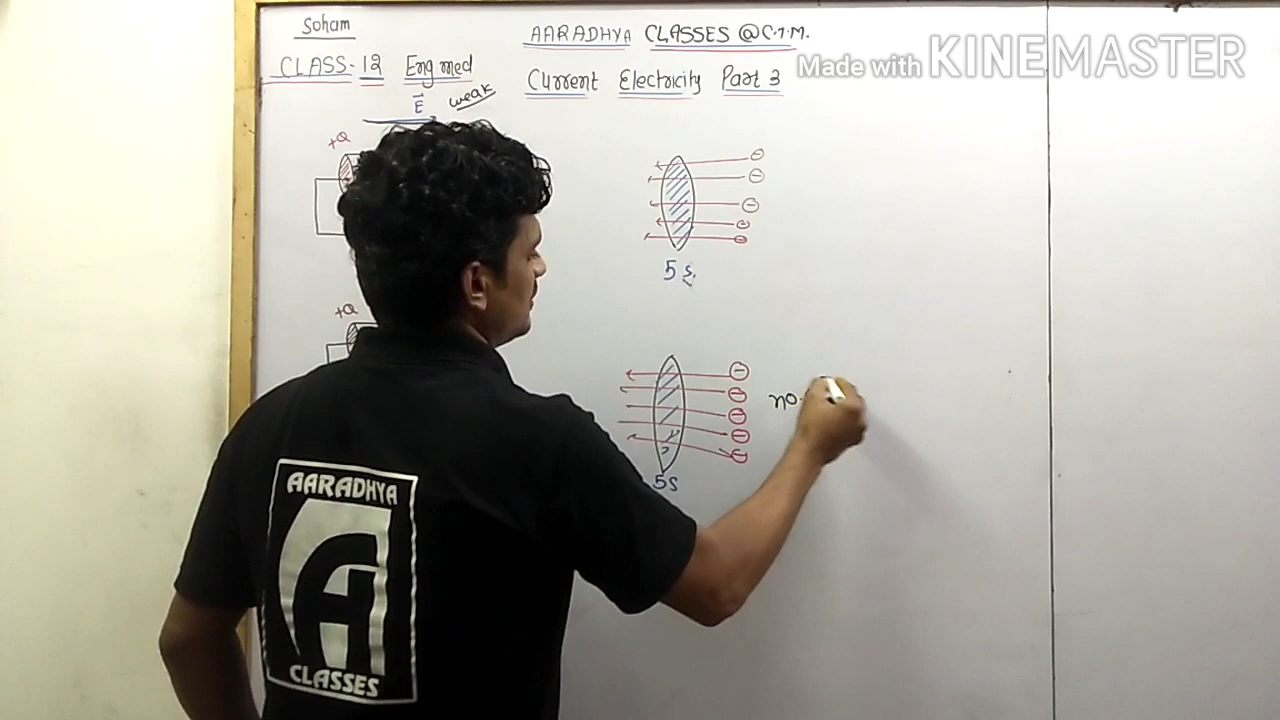 Soham
AARADHYA CLASSES @C.T.M.
Made with KINEMASTER
CLASS-12 Eng med
Current Electricity Part 3
E weak
+Q
5 s.
+Q
no.
5s
AARADHYA
CLASSES